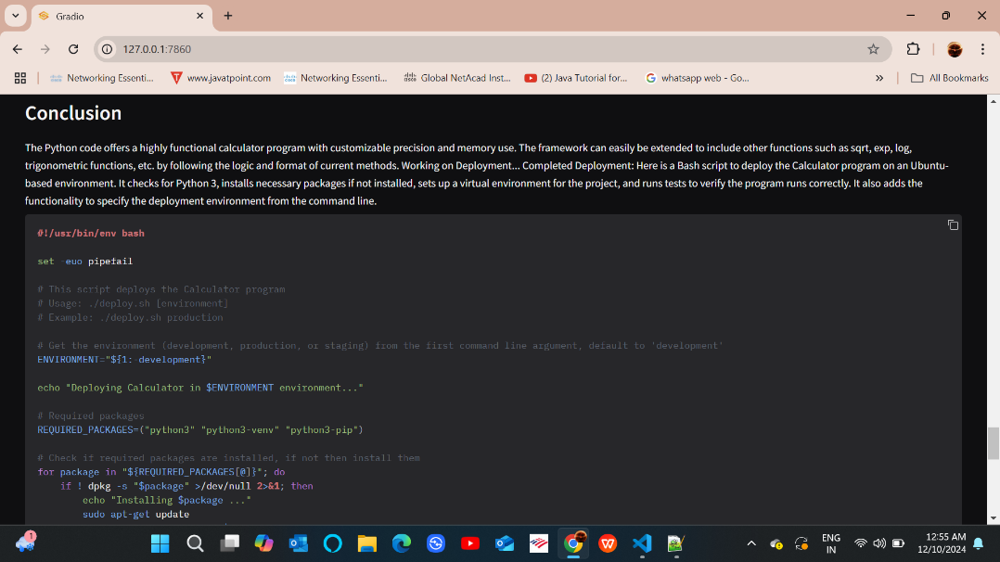 Gradio
127.0.0.1:7860
Networking Essenti...
www.javatpoint.com
Networking Essenti...
Global NetAcad Inst...
(2) Java Tutorial for...
whatsapp web - Go...
All Bookmarks
Conclusion
The Python code offers a highly functional calculator program with customizable precision and memory use. The framework can easily be extended to include other functions such as sqrt, exp, log,
trigonometric functions, etc. by following the logic and format of current methods. Working on Deployment... Completed Deployment: Here is a Bash script to deploy the Calculator program on an Ubuntu-
based environment. It checks for Python 3, installs necessary packages if not installed, sets up a virtual environment for the project, and runs tests to verify the program runs correctly. It also adds the
functionality to specify the deployment environment from the command line.
#!/usr/bin/env bash
set -euo pipefail
# This script deploys the Calculator program
# Usage: ./deploy.sh [environment]
# Example: ./deploy.sh production
# Get the environment (development, production, or staging) from the first command line argument, default to 'development'
ENVIRONMENT="${1:-development}"
echo "Deploying Calculator in $ENVIRONMENT environment..."
# Required packages
REQUIRED_PACKAGES=("python3" "python3-venv" "python3-pip")
# Check if required packages are installed, if not then install them
for package in "${REQUIRED_PACKAGES[@]}"; do
if ! dpkg -s "$package" >/dev/null 2>&1; then
echo "Installing $package ..."
sudo apt-get update
1
ENG
IN
12:55 AM
12/10/2024